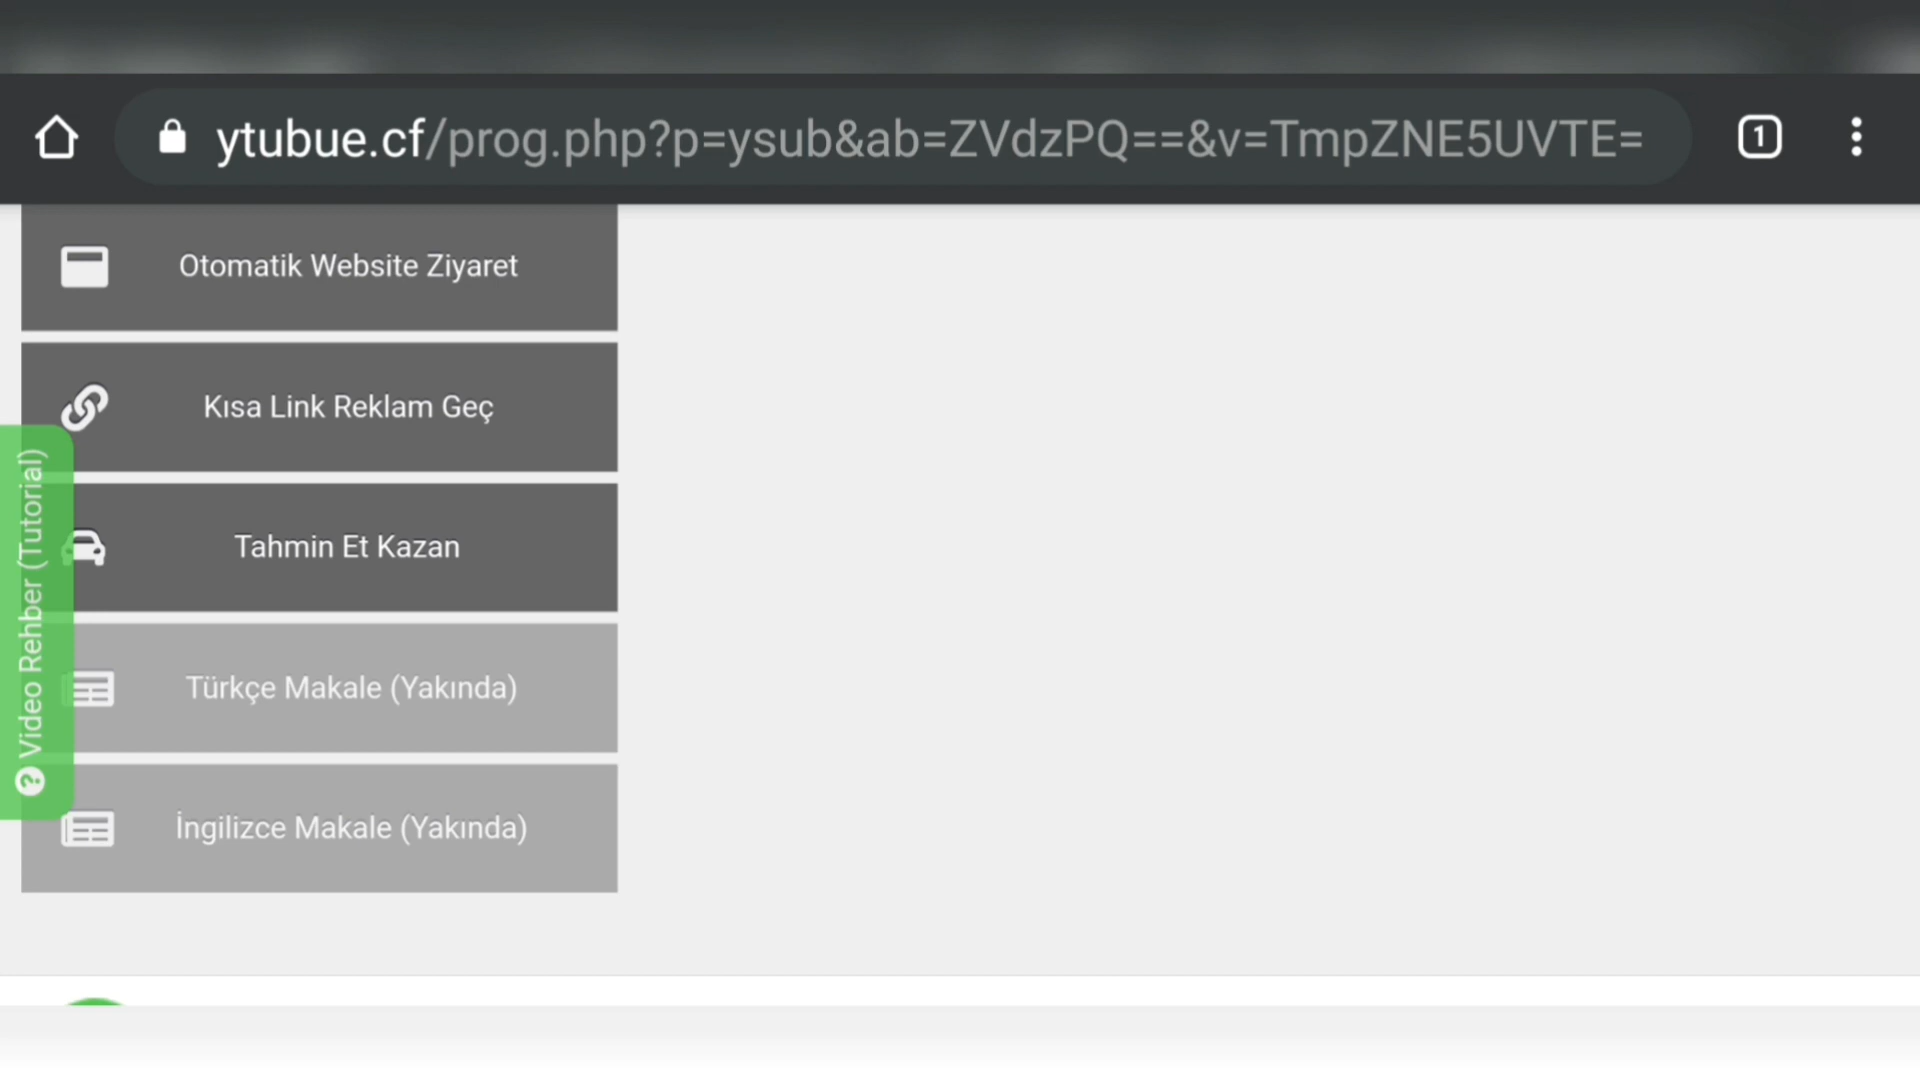 ytubue.cf/prog.php?p=ysub&ab=ZVdzPQ==&v=TmpZNE5UVTE=
1
Otomatik Website Ziyaret
Kısa Link Reklam Geç
Tahmin Et Kazan
Türkçe Makale (Yakında)
İngilizce Makale (Yakında)
Video Rehber (Tutorial)